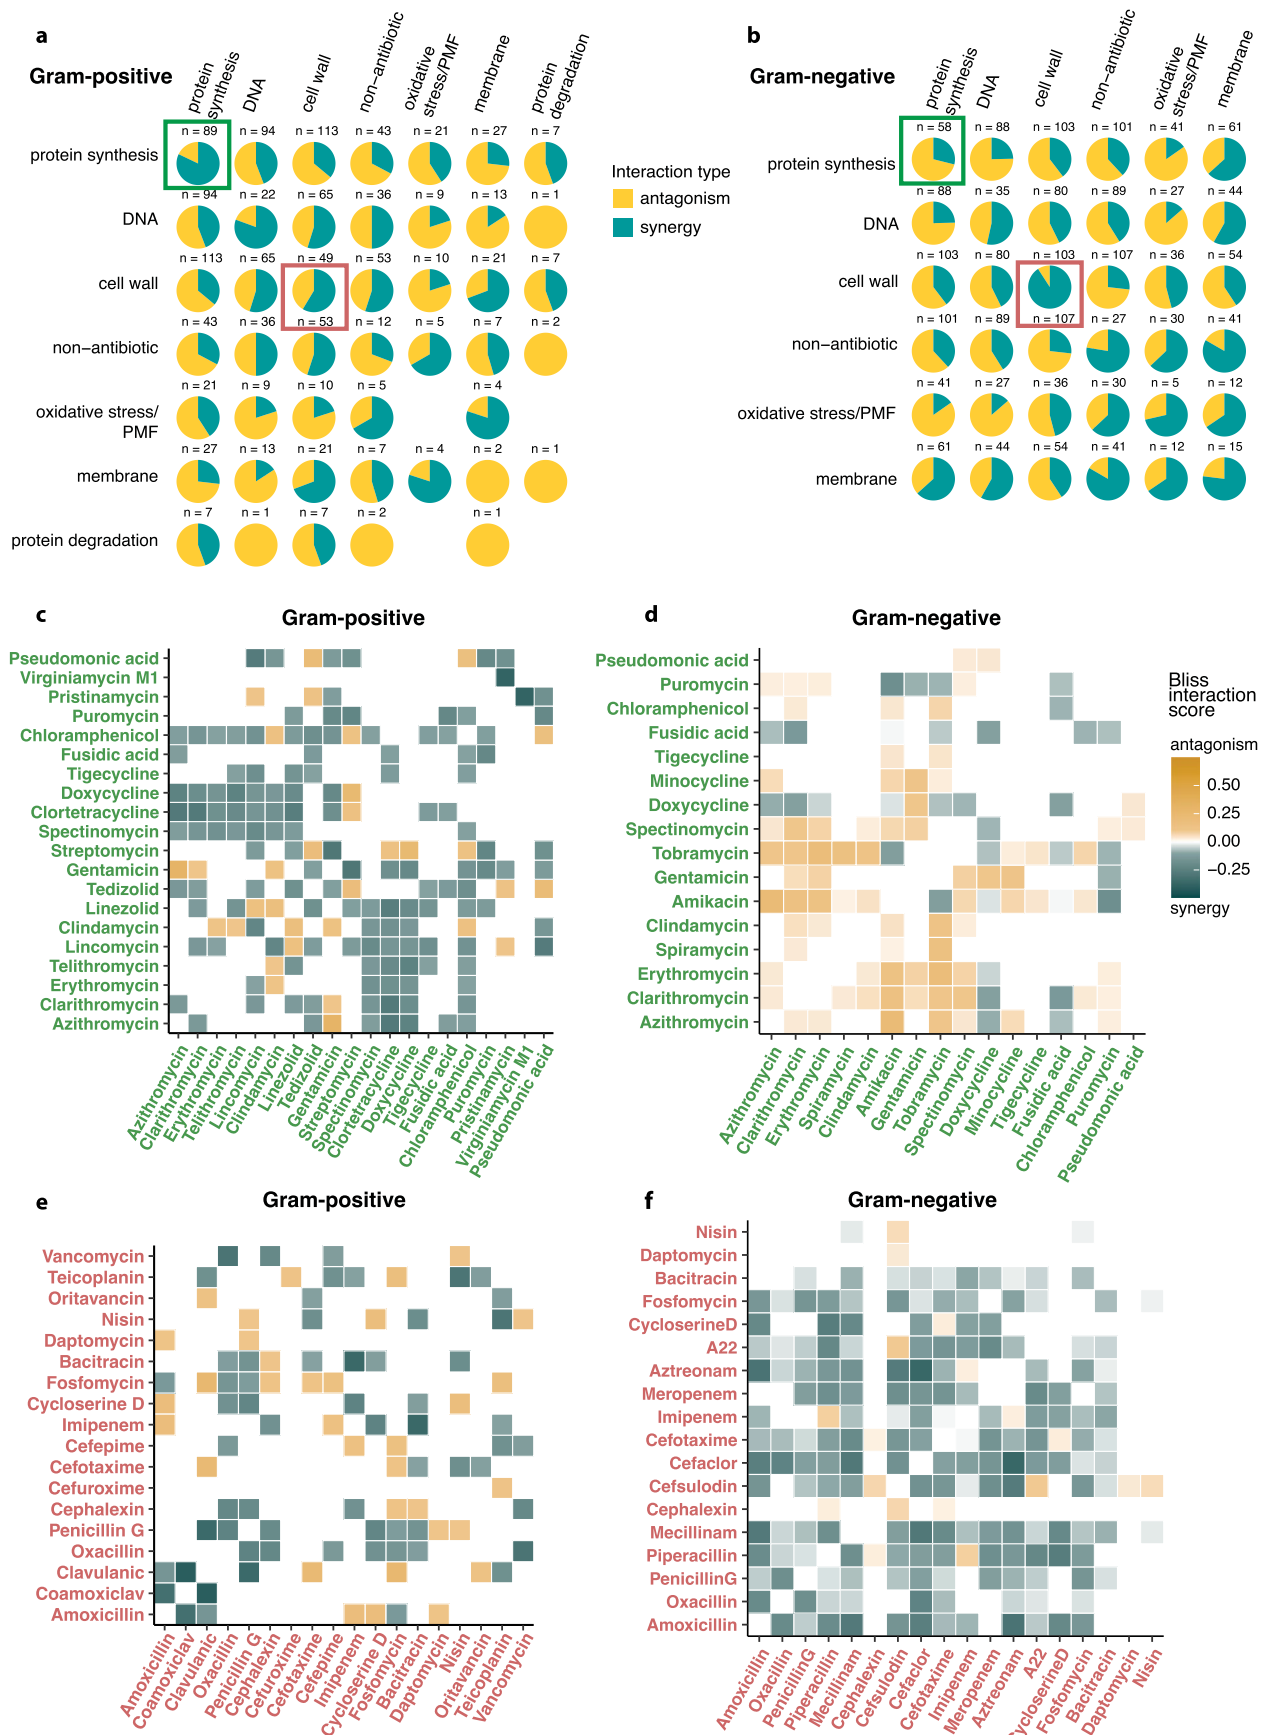 a
Gram-positive
protein
synthesis
DNA
cell wall
non−antibiotic
oxidative
stress/PMF
membrane
protein
degradation
n = 89 n = 94 n = 113 n = 43 n = 21 n = 27 n = 7
protein synthesis
n = 94 n = 22 n = 65 n = 36 n = 9 n = 13 n = 1
DNA
n = 113 n = 65 n = 49 n = 53 n = 10 n = 21 n = 7
cell wall
n = 43 n = 36 n = 53 n = 12 n = 5 n = 7 n = 2
non−antibiotic
n = 21 n = 9 n = 10 n = 5 n = 4
oxidative stress/
PMF
n = 27 n = 13 n = 21 n = 7 n = 4 n = 2 n = 1
membrane
n = 7 n = 1 n = 7 n = 2 n = 1
protein degradation
Interaction type
antagonism
synergy
b
Gram-negative
protein
synthesis
DNA
cell wall
non−antibiotic
oxidative
stress/PMF
membrane
n = 58 n = 88 n = 103 n = 101 n = 41 n = 61
protein synthesis
n = 88 n = 35 n = 80 n = 89 n = 27 n = 44
DNA
n = 103 n = 80 n = 103 n = 107 n = 36 n = 54
cell wall
n = 101 n = 89 n = 107 n = 27 n = 30 n = 41
non−antibiotic
n = 41 n = 27 n = 36 n = 30 n = 5 n = 12
oxidative stress/PMF
n = 61 n = 44 n = 54 n = 41 n = 12 n = 15
membrane
c
Gram-positive
Pseudomonic acid
Virginiamycin M1
Pristinamycin
Puromycin
Chloramphenicol
Fusidic acid
Tigecycline
Doxycycline
Clortetracycline
Spectinomycin
Streptomycin
Gentamicin
Tedizolid
Linezolid
Clindamycin
Lincomycin
Telithromycin
Erythromycin
Clarithromycin
Azithromycin
Azithromycin
Clarithromycin
Erythromycin
Telithromycin
Lincomycin
Clindamycin
Linezolid
Tedizolid
Gentamicin
Streptomycin
Spectinomycin
Clortetracycline
Doxycycline
Tigecycline
Fusidic acid
Chloramphenicol
Puromycin
Pristinamycin
Virginiamycin M1
Pseudomonic acid
d
Gram-negative
Pseudomonic acid
Puromycin
Chloramphenicol
Fusidic acid
Tigecycline
Minocycline
Doxycycline
Spectinomycin
Tobramycin
Gentamicin
Amikacin
Clindamycin
Spiramycin
Erythromycin
Clarithromycin
Azithromycin
Azithromycin
Clarithromycin
Erythromycin
Spiramycin
Clindamycin
Amikacin
Gentamicin
Tobramycin
Spectinomycin
Doxycycline
Minocycline
Tigecycline
Fusidic acid
Chloramphenicol
Puromycin
Pseudomonic acid
Bliss
interaction
score
antagonism
0.50
0.25
0.00
−0.25
synergy
e
Gram-positive
Vancomycin
Teicoplanin
Oritavancin
Nisin
Daptomycin
Bacitracin
Fosfomycin
Cycloserine D
Imipenem
Cefepime
Cefotaxime
Cefuroxime
Cephalexin
Penicillin G
Oxacillin
Clavulanic
Coamoxiclav
Amoxicillin
Amoxicillin
Coamoxiclav
Clavulanic
Oxacillin
Penicillin G
Cephalexin
Cefuroxime
Cefotaxime
Cefepime
Imipenem
Cycloserine D
Fosfomycin
Bacitracin
Daptomycin
Nisin
Oritavancin
Teicoplanin
Vancomycin
f
Gram-negative
Nisin
Daptomycin
Bacitracin
Fosfomycin
CycloserineD
A22
Aztreonam
Meropenem
Imipenem
Cefotaxime
Cefaclor
Cefsulodin
Cephalexin
Mecillinam
Piperacillin
PenicillinG
Oxacillin
Amoxicillin
Amoxicillin
Oxacillin
PenicillinG
Piperacillin
Mecillinam
Cephalexin
Cefsulodin
Cefaclor
Cefotaxime
Imipenem
Meropenem
Aztreonam
A22
CycloserineD
Fosfomycin
Bacitracin
Daptomycin
Nisin